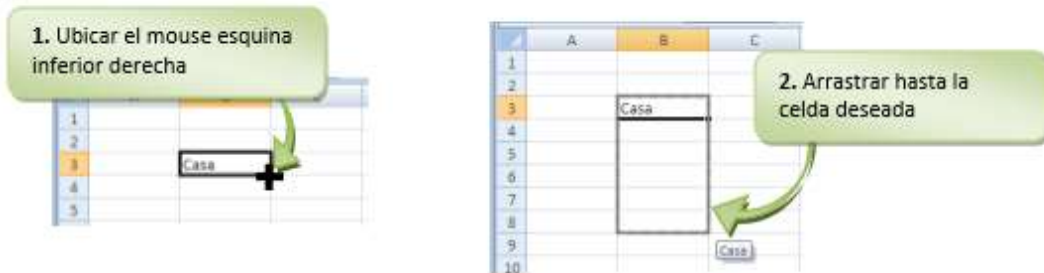 1. Ubicar el mouse esquina
inferior derecha
1
2
3 Casa
4
5
A B C
1
2
3 Casa
4
5
6
7
8
9
10
2. Arrastrar hasta la
celda deseada
Casa